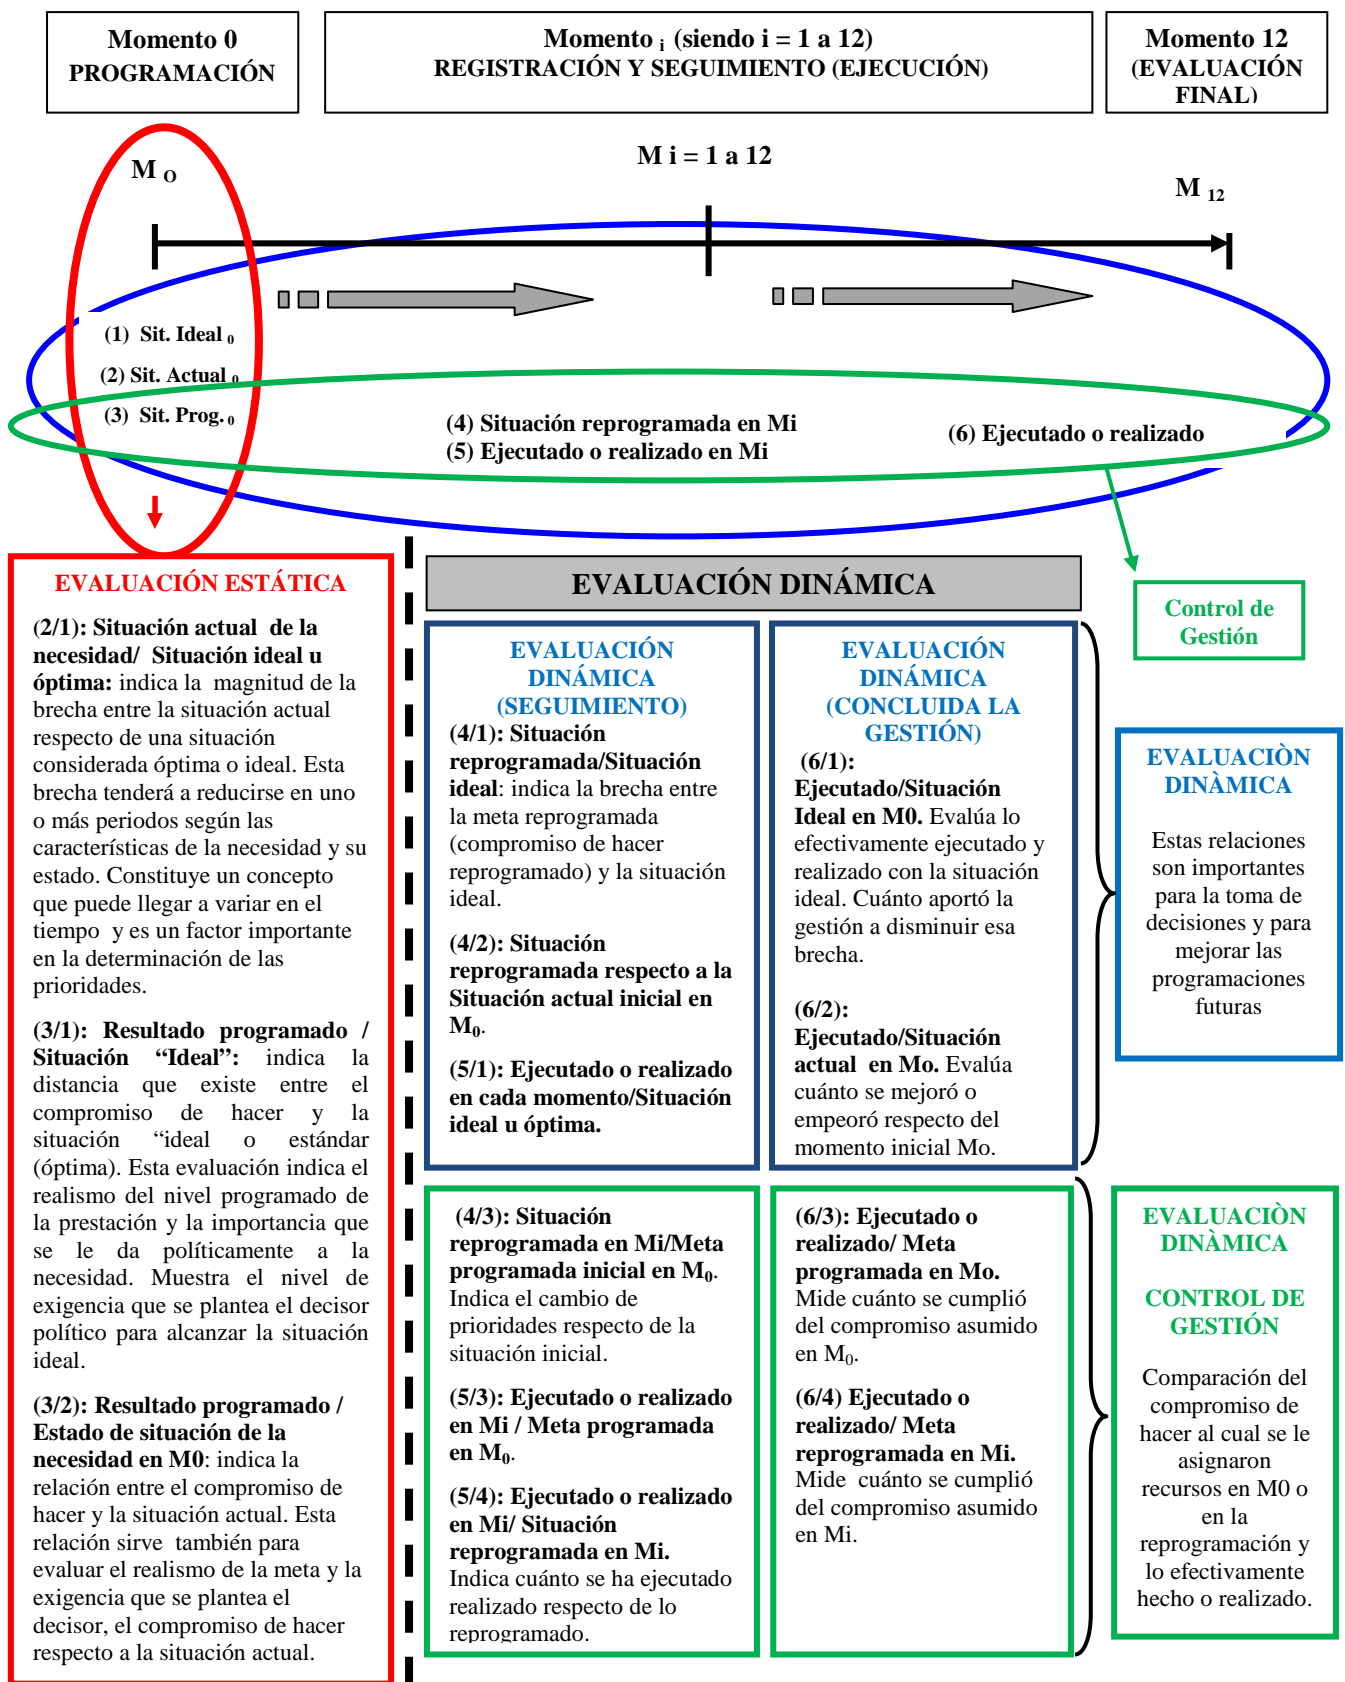 Momento 0
PROGRAMACIÓN
Momento i (siendo i = 1 a 12)
REGISTRACIÓN Y SEGUIMIENTO (EJECUCIÓN)
Momento 12
(EVALUACIÓN
FINAL)
M O
M i = 1 a 12
M 12
(1) Sit. Ideal 0
(2) Sit. Actual 0
(3) Sit. Prog. 0
(4) Situación reprogramada en Mi
(5) Ejecutado o realizado en Mi
(6) Ejecutado o realizado
EVALUACIÓN ESTÁTICA
(2/1): Situación actual de la
necesidad/ Situación ideal u
óptima: indica la magnitud de la
brecha entre la situación actual
respecto de una situación
considerada óptima o ideal. Esta
brecha tenderá a reducirse en uno
o más periodos según las
características de la necesidad y su
estado. Constituye un concepto
que puede llegar a variar en el
tiempo y es un factor importante
en la determinación de las
prioridades.
(3/1): Resultado programado /
Situación “Ideal”: indica la
distancia que existe entre el
compromiso de hacer y la
situación “ideal o estándar
(óptima). Esta evaluación indica el
realismo del nivel programado de
la prestación y la importancia que
se le da políticamente a la
necesidad. Muestra el nivel de
exigencia que se plantea el decisor
político para alcanzar la situación
ideal.
(3/2): Resultado programado /
Estado de situación de la
necesidad en M0: indica la
relación entre el compromiso de
hacer y la situación actual. Esta
relación sirve también para
evaluar el realismo de la meta y la
exigencia que se plantea el
decisor, el compromiso de hacer
respecto a la situación actual.
EVALUACIÓN DINÁMICA
EVALUACIÓN
DINÁMICA
(SEGUIMIENTO)
(4/1): Situación
reprogramada/Situación
ideal: indica la brecha entre
la meta reprogramada
(compromiso de hacer
reprogramado) y la situación
ideal.
(4/2): Situación
reprogramada respecto a la
Situación actual inicial en
M0.
(5/1): Ejecutado o realizado
en cada momento/Situación
ideal u óptima.
EVALUACIÓN
DINÁMICA
(CONCLUIDA LA
GESTIÓN)
(6/1):
Ejecutado/Situación
Ideal en M0. Evalúa lo
efectivamente ejecutado y
realizado con la situación
ideal. Cuánto aportó la
gestión a disminuir esa
brecha.
(6/2):
Ejecutado/Situación
actual en Mo. Evalúa
cuánto se mejoró o
empeoró respecto del
momento inicial Mo.
Control de
Gestión
EVALUACIÒN
DINÀMICA
Estas relaciones
son importantes
para la toma de
decisiones y para
mejorar las
programaciones
futuras
(4/3): Situación
reprogramada en Mi/Meta
programada inicial en M0.
Indica el cambio de
prioridades respecto de la
situación inicial.
(5/3): Ejecutado o realizado
en Mi / Meta programada
en M0.
(5/4): Ejecutado o realizado
en Mi/ Situación
reprogramada en Mi.
Indica cuánto se ha ejecutado
realizado respecto de lo
reprogramado.
(6/3): Ejecutado o
realizado/ Meta
programada en Mo.
Mide cuánto se cumplió
del compromiso asumido
en M0.
(6/4) Ejecutado o
realizado/ Meta
reprogramada en Mi.
Mide cuánto se cumplió
del compromiso asumido
en Mi.
EVALUACIÒN
DINÀMICA
CONTROL DE
GESTIÓN
Comparación del
compromiso de
hacer al cual se le
asignaron
recursos en M0 o
en la
reprogramación y
lo efectivamente
hecho o realizado.